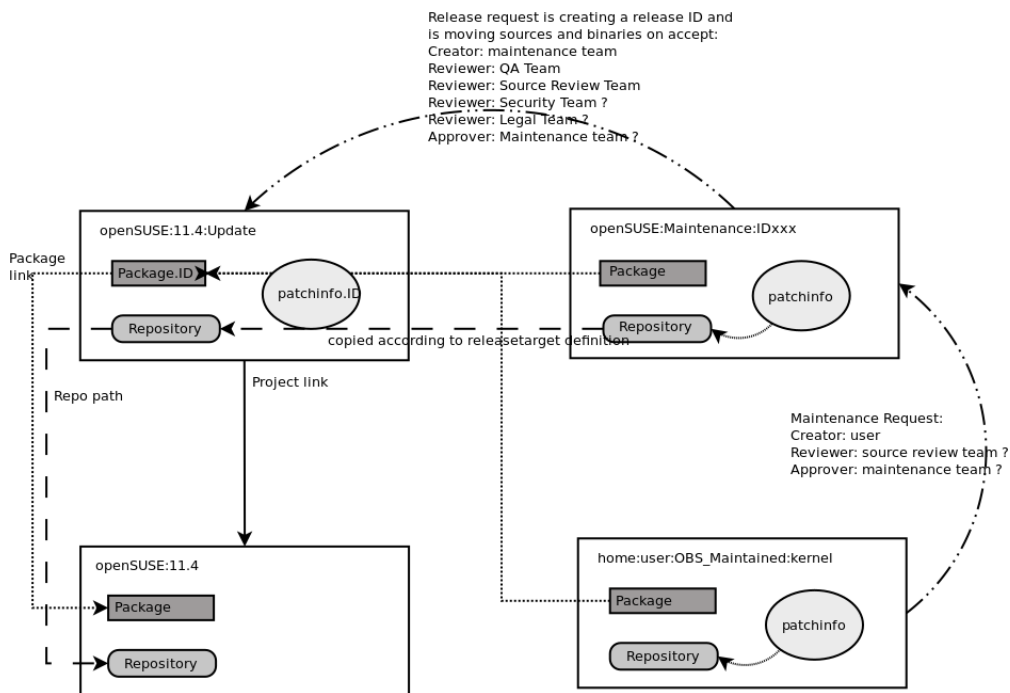 Release request is creating a release ID and
is moving sources and binaries on accept:
Creator: maintenance team
Reviewer: QA Team
Reviewer: Source Review Team
Reviewer: Security Team ?
Reviewer: Legal Team ?
Approver: Maintenance team ?
openSUSE:11.4:Update
Package
link
Package.ID
patchinfo.ID
Repository
openSUSE:Maintenance:IDxxx
Package
patchinfo
Repository
copied according to releasetarget definition
Project link
Repo path
Maintenance Request:
Creator: user
Reviewer: source review team ?
Approver: maintenance team ?
openSUSE:11.4
Package
Repository
home:user:OBS_Maintained:kernel
Package
patchinfo
Repository